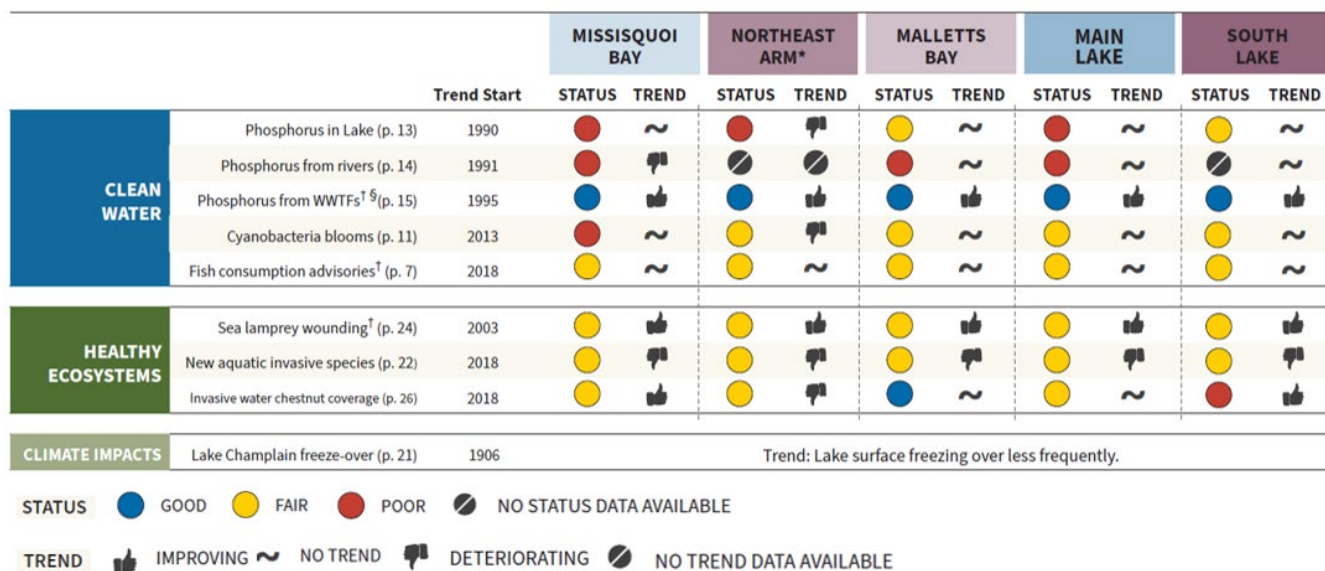 MISSISQUOI BAY NORTHEAST ARM* MALLETTS BAY MAIN LAKE SOUTH LAKE
Trend Start STATUS TREND STATUS TREND STATUS TREND STATUS TREND STATUS TREND
CLEAN WATER
Phosphorus in Lake (p. 13) 1990
Phosphorus from rivers (p. 14) 1991
Phosphorus from WWTFs† §(p. 15) 1995
Cyanobacteria blooms (p. 11) 2013
Fish consumption advisories† (p. 7) 2018
HEALTHY ECOSYSTEMS
Sea lamprey wounding† (p. 24) 2003
New aquatic invasive species (p. 22) 2018
Invasive water chestnut coverage (p. 26) 2018
CLIMATE IMPACTS Lake Champlain freeze-over (p. 21) 1906 Trend: Lake surface freezing over less frequently.
STATUS GOOD FAIR POOR NO STATUS DATA AVAILABLE
TREND IMPROVING NO TREND DETERIORATING NO TREND DATA AVAILABLE